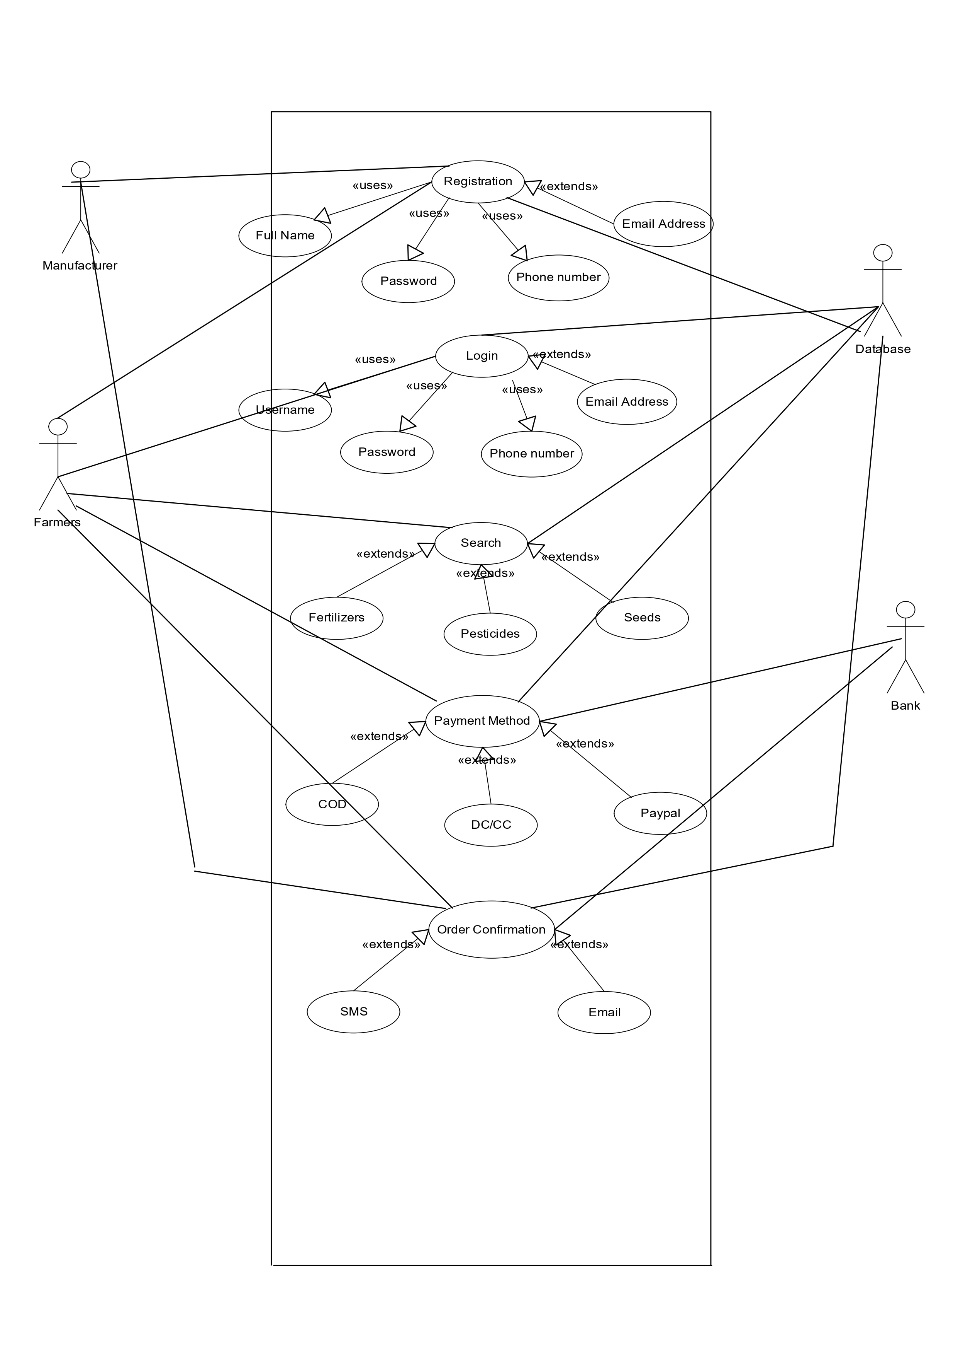 Registration
«uses»
«extends»
«uses»
«uses»
Full Name
Email Address
Manufacturer
Password
Phone number
Database
Login
«uses»
«extends»
«uses»
«uses»
Username
Email Address
Password
Phone number
Farmers
Search
«extends»
«extends»
«extends»
Fertilizers
Pesticides
Seeds
Bank
Payment Method
«extends»
«extends»
«extends»
COD
DC/CC
Paypal
Order Confirmation
«extends»
«extends»
SMS
Email